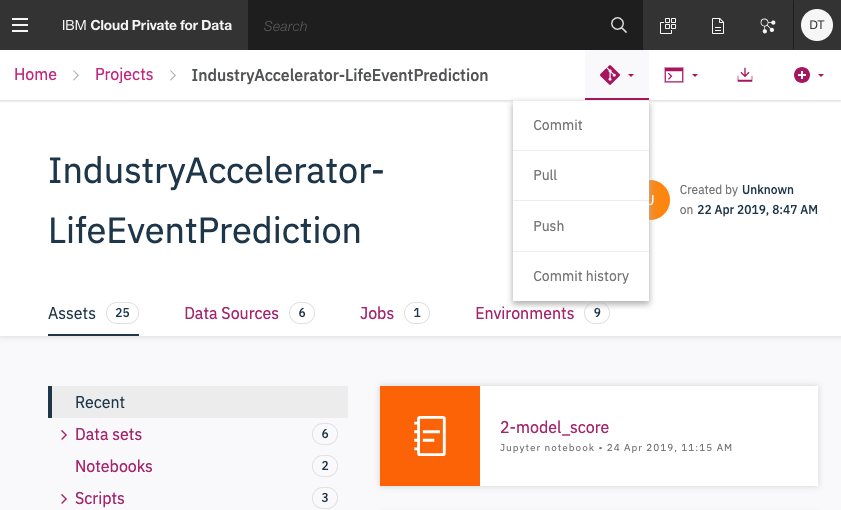 IBM Cloud Private for Data
Search
DT
Home
Projects
IndustryAccelerator-LifeEventPrediction
Commit
Pull
Push
Commit history
IndustryAccelerator-
LifeEventPrediction
U
Created by Unknown
on 22 Apr 2019, 8:47 AM
Assets 25
Data Sources 6
Jobs 1
Environments 9
Recent
Data sets 6
Notebooks 2
Scripts 3
2-model_score
Jupyter notebook • 24 Apr 2019, 11:15 AM